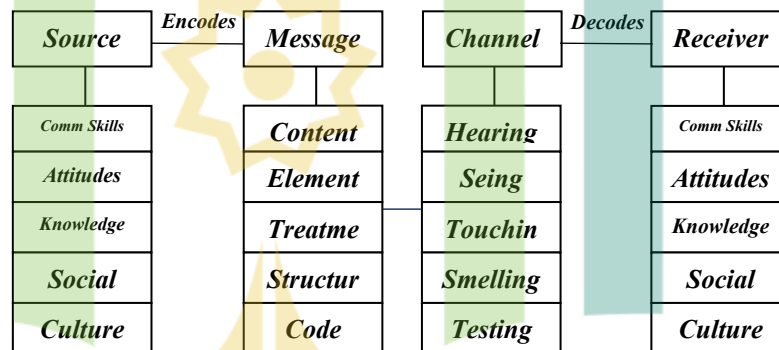 Source Encodes Message Channel Decodes Receiver
Comm Skills Content Hearing Comm Skills
Attitudes Element Seing Attitudes
Knowledge Treatme Touchin Knowledge
Social Structur Smelling Social
Culture Code Testing Culture